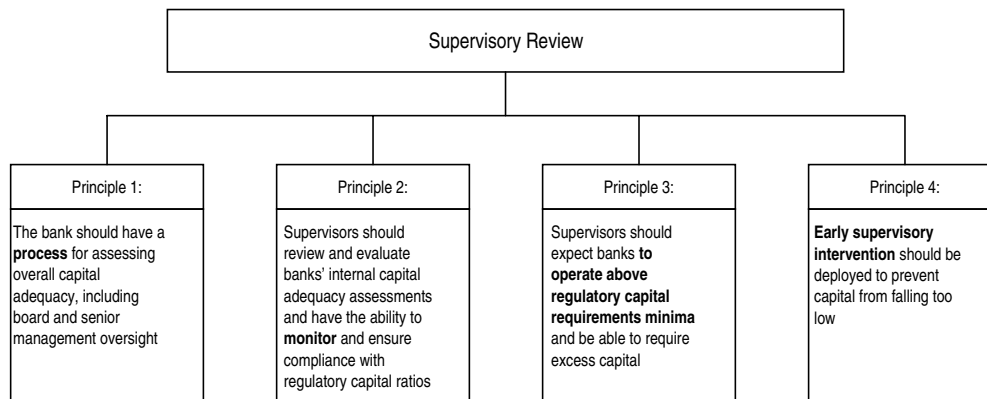 Supervisory Review
Principle 1:
The bank should have a
process for assessing
overall capital
adequacy, including
board and senior
management oversight
Principle 2:
Supervisors should
review and evaluate
banks' internal capital
adequacy assessments
and have the ability to
monitor and ensure
compliance with
regulatory capital ratios
Principle 3:
Supervisors should
expect banks to
operate above
regulatory capital
requirements minima
and be able to require
excess capital
Principle 4:
Early supervisory
intervention should be
deployed to prevent
capital from falling too
low